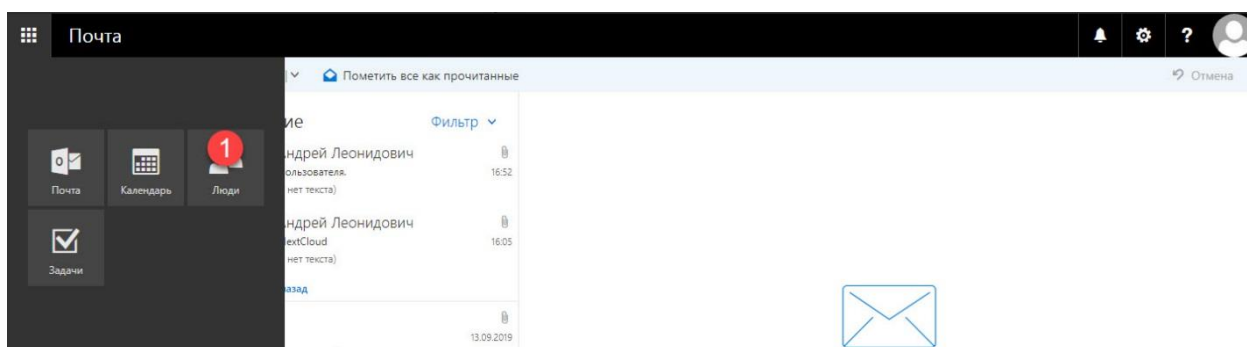 Почта
?
Пометить все как прочитанные
Отмена
Фильтр
1
Почта
Календарь
Люди
Задачи
ндрей Леонидович
ользователя.
16:52
нет текста)
ндрей Леонидович
extCloud
16:05
нет текста)
азад
13.09.2019